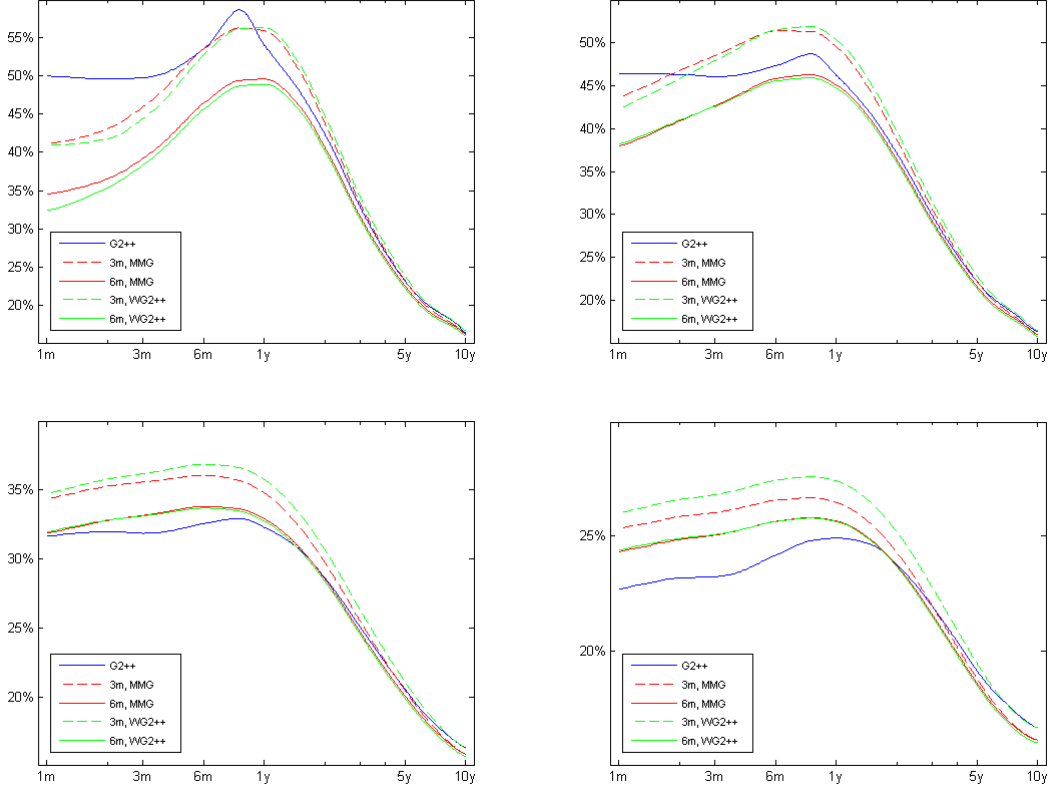 55%
50%
45%
40%
35%
30%
25%
20%
G2++
3m, MMG
6m, MMG
3m, WG2++
6m, WG2++
1m 3m 6m 1y 5y 10y
50%
45%
40%
35%
30%
25%
20%
G2++
3m, MMG
6m, MMG
3m, WG2++
6m, WG2++
1m 3m 6m 1y 5y 10y
35%
30%
25%
20%
G2++
3m, MMG
6m, MMG
3m, WG2++
6m, WG2++
1m 3m 6m 1y 5y 10y
25%
20%
G2++
3m, MMG
6m, MMG
3m, WG2++
6m, WG2++
1m 3m 6m 1y 5y 10y